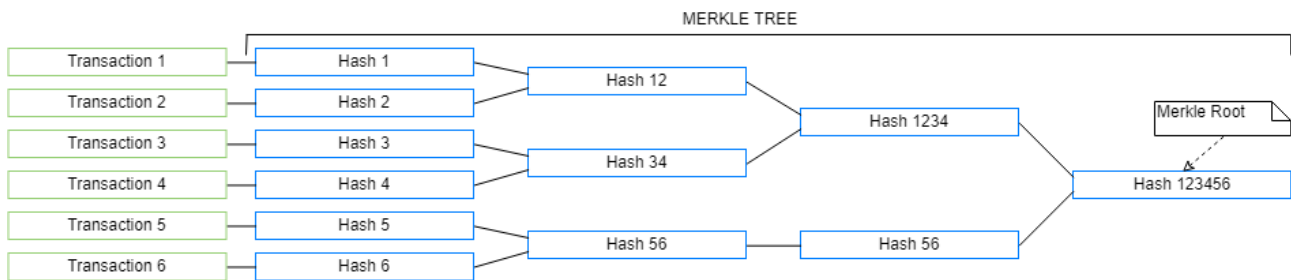 MERKLE TREE
Transaction 1
Hash 1
Transaction 2
Hash 2
Hash 12
Transaction 3
Hash 3
Transaction 4
Hash 4
Hash 34
Hash 1234
Merkle Root
Hash 123456
Transaction 5
Hash 5
Transaction 6
Hash 6
Hash 56
Hash 56